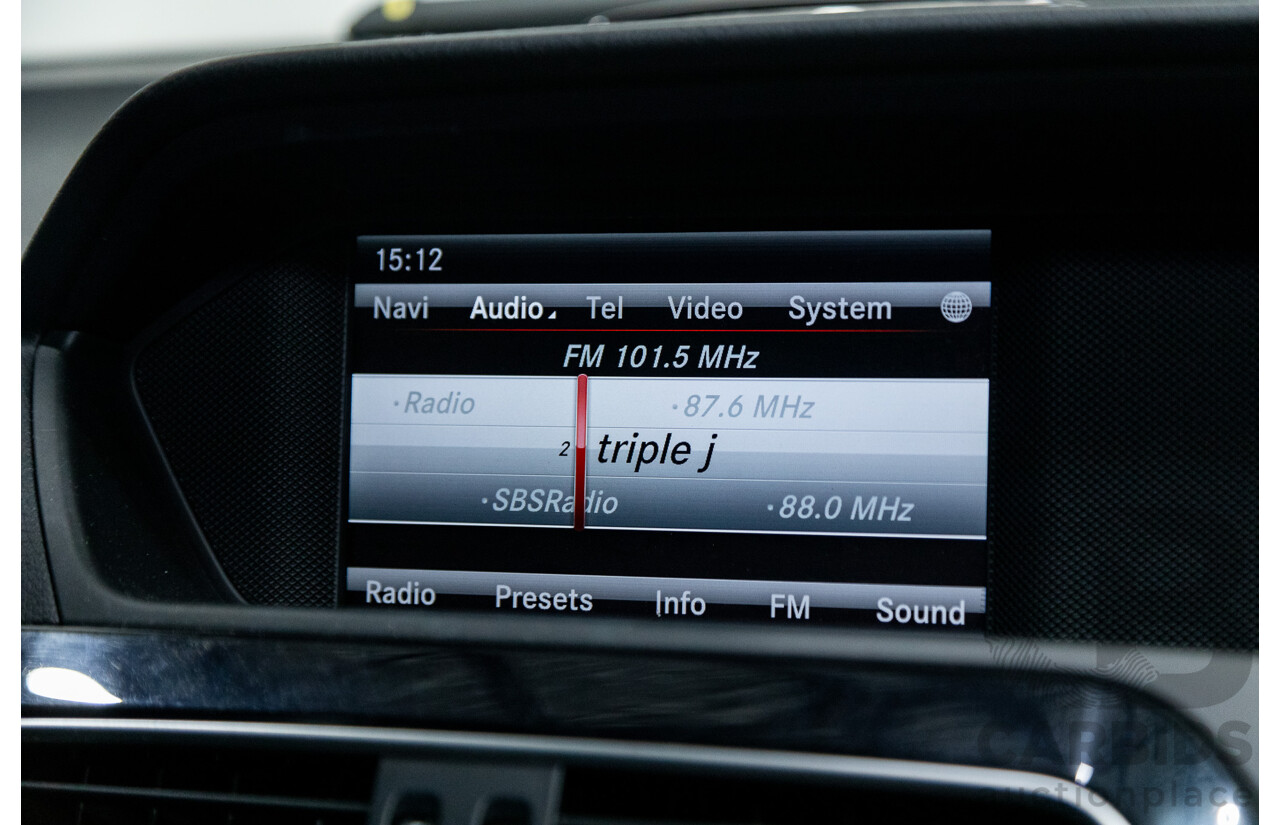 15:12
Navi Audio Tel Video System
FM 101.5 MHz
·Radio ·87.6 MHz
2 triple j
·SBSRadio ·88.0 MHz
Radio Presets Info FM Sound
CARBIDS
auctionplace